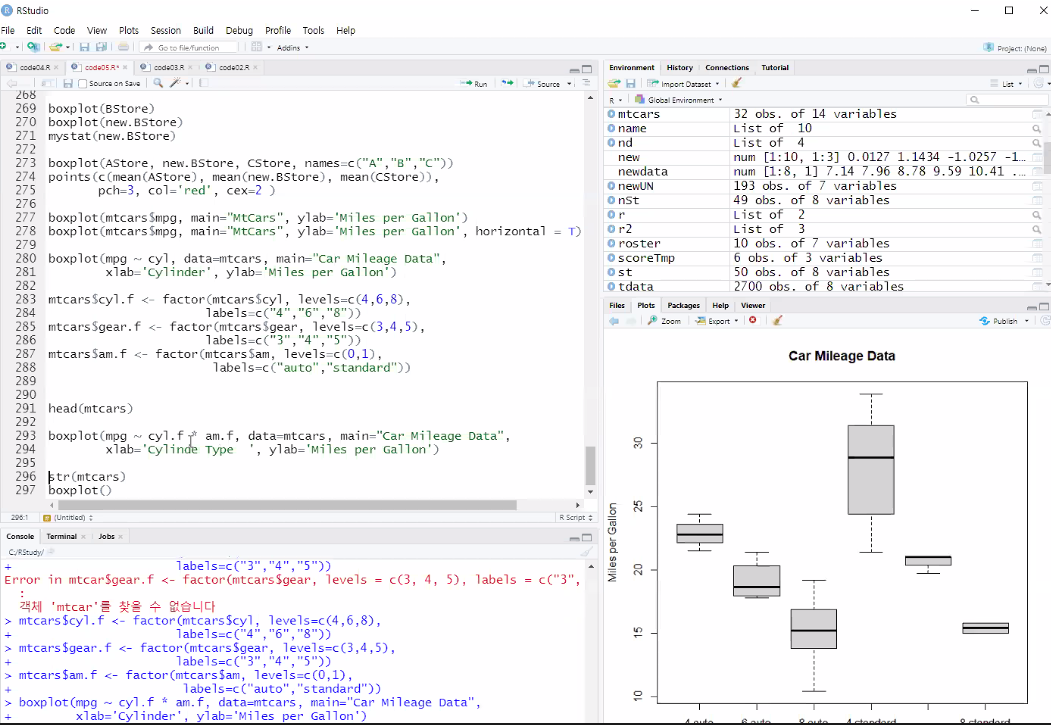 RStudio
File Edit Code View Plots Session Build Debug Profile Tools Help
Go to file/function Addins Project: (None)
code04.R code05.R* code03.R code02.R
Source on Save Run Source
268
269 boxplot(BStore)
270 boxplot(new.BStore)
271 mystat(new.BStore)
272
273 boxplot(AStore, new.BStore, CStore, names=c("A","B","C"))
274 points(c(mean(AStore), mean(new.BStore), mean(CStore)),
275 pch=3, col='red', cex=2 )
276
277 boxplot(mtcars$mpg, main="MtCars", ylab='Miles per Gallon')
278 boxplot(mtcars$mpg, main="MtCars", ylab='Miles per Gallon', horizontal = T)
279
280 boxplot(mpg ~ cyl, data=mtcars, main="Car Mileage Data",
281 xlab='Cylinder', ylab='Miles per Gallon')
282
283 mtcars$cyl.f <- factor(mtcars$cyl, levels=c(4,6,8),
284 labels=c("4","6","8"))
285 mtcars$gear.f <- factor(mtcars$gear, levels=c(3,4,5),
286 labels=c("3","4","5"))
287 mtcars$am.f <- factor(mtcars$am, levels=c(0,1),
288 labels=c("auto","standard"))
289
290
291 head(mtcars)
292
293 boxplot(mpg ~ cyl.f * am.f, data=mtcars, main="Car Mileage Data",
294 xlab='Cylinde Type ', ylab='Miles per Gallon')
295
296 str(mtcars)
297 boxplot()
296:1 (Untitled) R Script
Console Terminal Jobs
C:/RStudy/
+ labels=c("3","4","5"))
Error in mtcar$gear.f <- factor(mtcars$gear, levels = c(3, 4, 5), labels = c("3",
:
객체 'mtcar'를 찾을 수 없습니다
> mtcars$cyl.f <- factor(mtcars$cyl, levels=c(4,6,8),
+ labels=c("4","6","8"))
> mtcars$gear.f <- factor(mtcars$gear, levels=c(3,4,5),
+ labels=c("3","4","5"))
> mtcars$am.f <- factor(mtcars$am, levels=c(0,1),
+ labels=c("auto","standard"))
> boxplot(mpg ~ cyl.f * am.f, data=mtcars, main="Car Mileage Data",
+ xlab='Cylinder', ylab='Miles per Gallon')
Environment History Connections Tutorial
Import Dataset List
R Global Environment
mtcars 32 obs. of 14 variables
name List of 10
nd List of 4
new num [1:10, 1:3] 0.0127 1.1434 -1.0257 -1...
newdata num [1:8, 1] 7.14 7.96 8.78 9.59 10.41 ...
newUN 193 obs. of 7 variables
nSt 49 obs. of 8 variables
r List of 2
r2 List of 3
roster 10 obs. of 7 variables
scoreTmp 6 obs. of 3 variables
st 50 obs. of 8 variables
tdata 2700 obs. of 8 variables
Files Plots Packages Help Viewer
Zoom Export Publish
Car Mileage Data
Miles per Gallon
30
25
20
15
10
4.auto 6.auto 8.auto 4.standard 8.standard